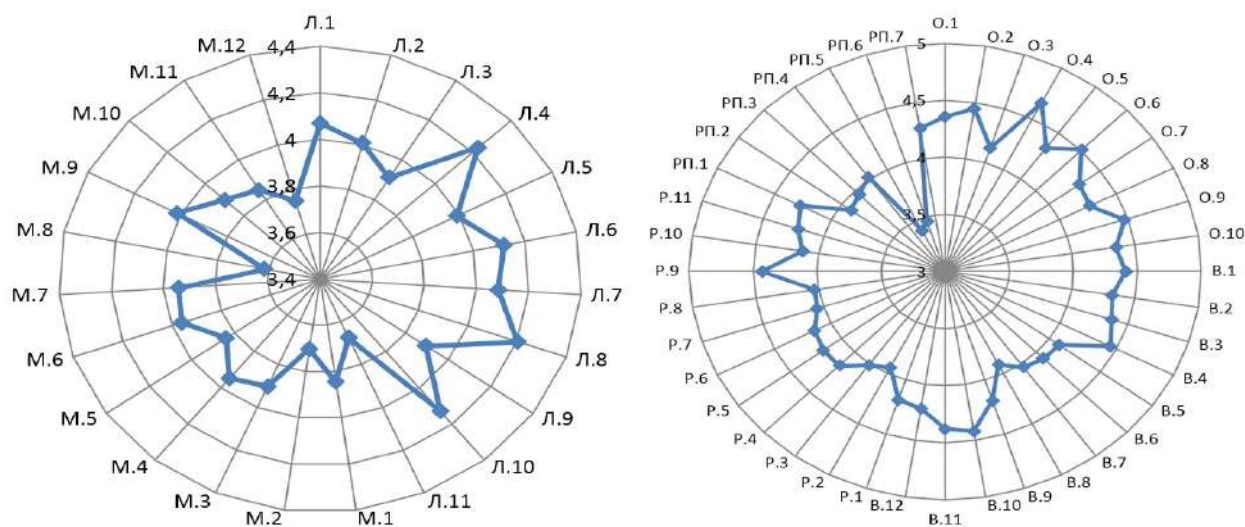 Л.1
Л.2
Л.3
Л.4
Л.5
Л.6
Л.7
Л.8
Л.9
Л.10
Л.11
М.1
М.2
М.3
М.4
М.5
М.6
М.7
М.8
М.9
М.10
М.11
М.12
4,4
4,2
4
3,8
3,6
3,4
О.1
О.2
О.3
О.4
О.5
О.6
О.7
О.8
О.9
О.10
В.1
В.2
В.3
В.4
В.5
В.6
В.7
В.8
В.9
В.10
В.11
В.12
Р.1
Р.2
Р.3
Р.4
Р.5
Р.6
Р.7
Р.8
Р.9
Р.10
Р.11
РП.1
РП.2
РП.3
РП.4
РП.5
РП.6
РП.7
5
4,5
4
3,5
3